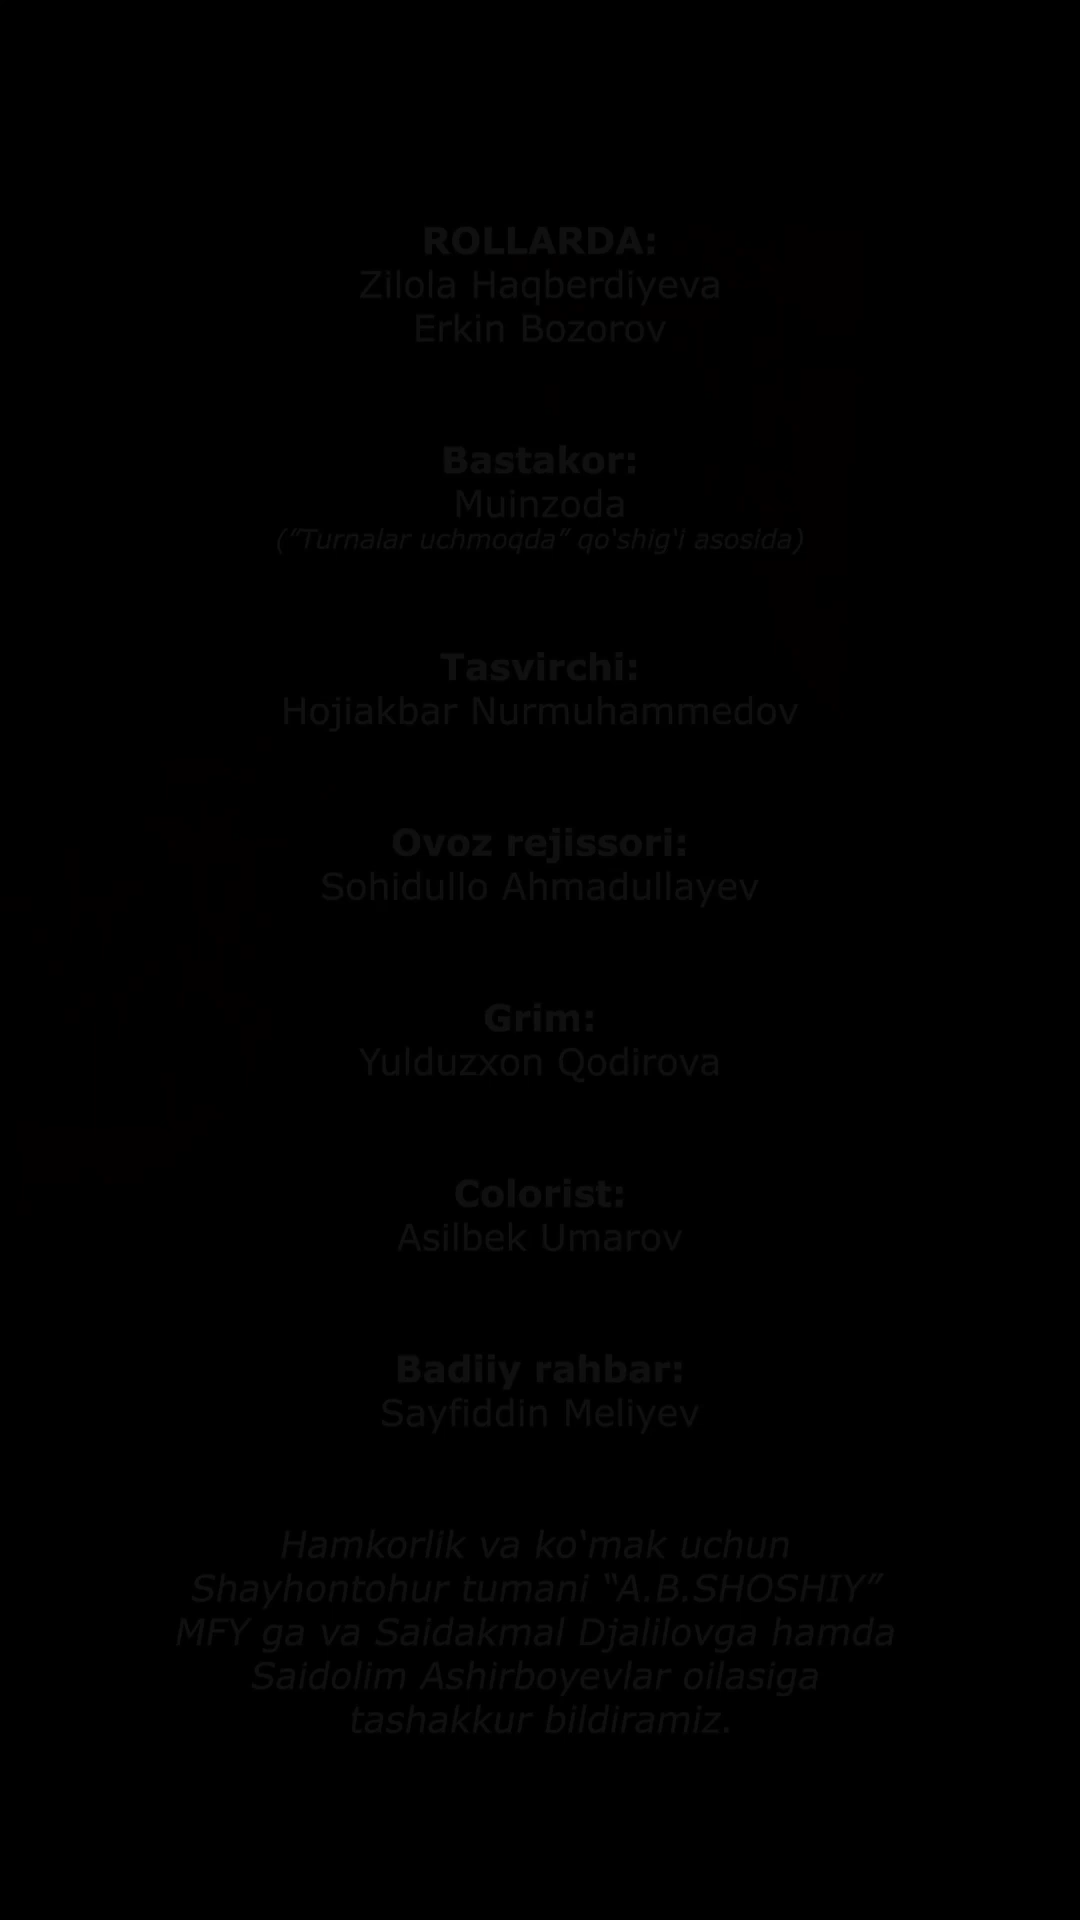 ROLLARDA:
Zilola Haqberdiyeva
Erkin Bozorov
Bastakor:
Muinzoda
(“Turnalar uchmoqda” qo‘shig‘i asosida)
Tasvirchi:
Hojiakbar Nurmuhammedov
Ovoz rejissori:
Sohidullo Ahmadullayev
Grim:
Yulduzxon Qodirova
Colorist:
Asilbek Umarov
Badiiy rahbar:
Sayfiddin Meliyev
Hamkorlik va ko‘mak uchun
Shayhontohur tumani “A.B.SHOSHIY”
MFY ga va Saidakmal Djalilovga hamda
Saidolim Ashirboyevlar oilasiga
tashakkur bildiramiz.